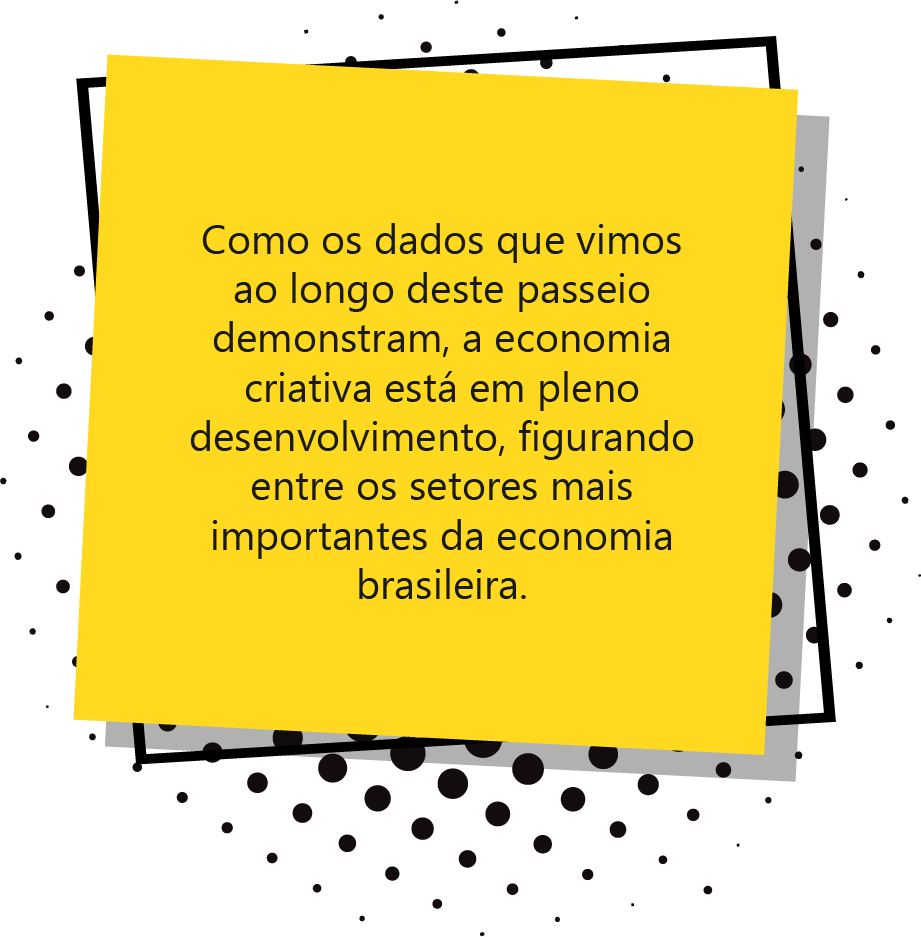 Como os dados que vimos
ao longo deste passeio
demonstram, a economia
criativa está em pleno
desenvolvimento, figurando
entre os setores mais
importantes da economia
brasileira.